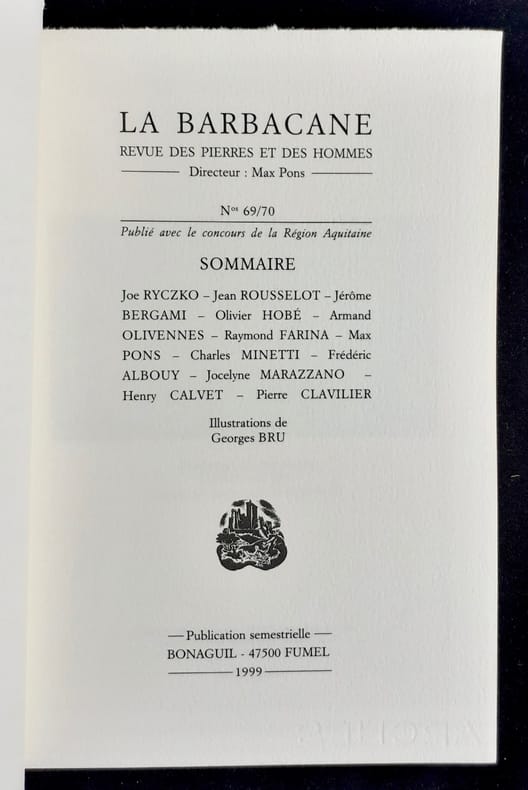 LA BARBACANE
REVUE DES PIERRES ET DES HOMMES
Directeur : Max Pons
Nos 69/70
Publié avec le concours de la Région Aquitaine
SOMMAIRE
Joe RYCZKO – Jean ROUSSELOT – Jérôme
BERGAMI – Olivier HOBÉ – Armand
OLIVENNES – Raymond FARINA – Max
PONS – Charles MINETTI – Frédéric
ALBOUY – Jocelyne MARAZZANO –
Henry CALVET – Pierre CLAVILIER
Illustrations de
Georges BRU
— Publication semestrielle —
BONAGUIL - 47500 FUMEL
1999